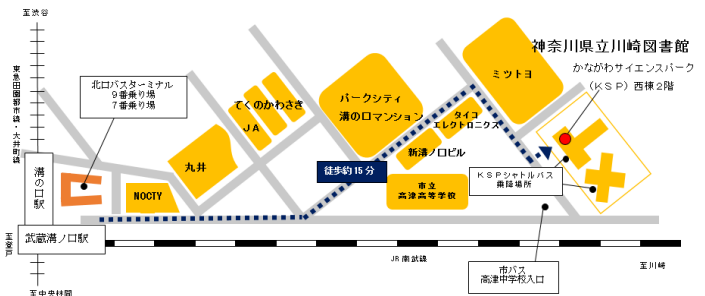 至渋谷
東急田園都市線・大井町線
北口バスターミナル
9番乗り場
7番乗り場
溝の口駅
武蔵溝ノ口駅
至登戸
至中央林間
NOCTY
丸井
JA
てくのかわさき
パークシティ
溝の口マンション
徒歩約15分
新溝ノ口ビル
タイコ
エレクトロニクス
市立
高津高等学校
ミツトヨ
神奈川県立川崎図書館
かながわサイエンスパーク
(KSP)西棟2階
KSPシャトルバス
乗降場所
市バス
高津中学校入口
JR南武線
至川崎